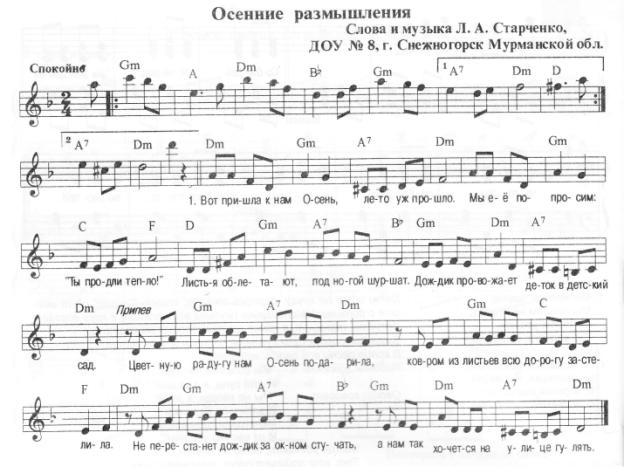 Осенние размышления
Слова и музыка Л. А. Старченко,
ДОУ № 8, г. Снежногорск Мурманской обл.
Спокойно Gm A Dm B♭ Gm 1 A7 Dm D
2 A7 Dm Dm Gm A7 Dm Gm
1. Вот при-шла к нам О-сень, ле-то уж про-шло. Мы е-ё по- про-сим:
C F D Gm A7 B♭ Gm Dm A7
"Ты про-дли теп-ло!" Листь-я об-ле- та- ют, под но-гой шур-шат. Дож-дик про-во-жа-ет де-ток в дет-ский
Dm Припев Gm A7 Dm Gm C
сад. Цвет-ну-ю ра-ду-гу нам О-сень по-да- ри-ла, ков-ром из листьев всю до-ро-гу за-сте-
F Dm Gm A7 B♭ Gm Dm A7 Dm
ли-ла. Не пе-ре-ста-нет дож-дик за ок-ном сту-чать, а нам так хо-чет-ся на у- ли-це гу-лять.